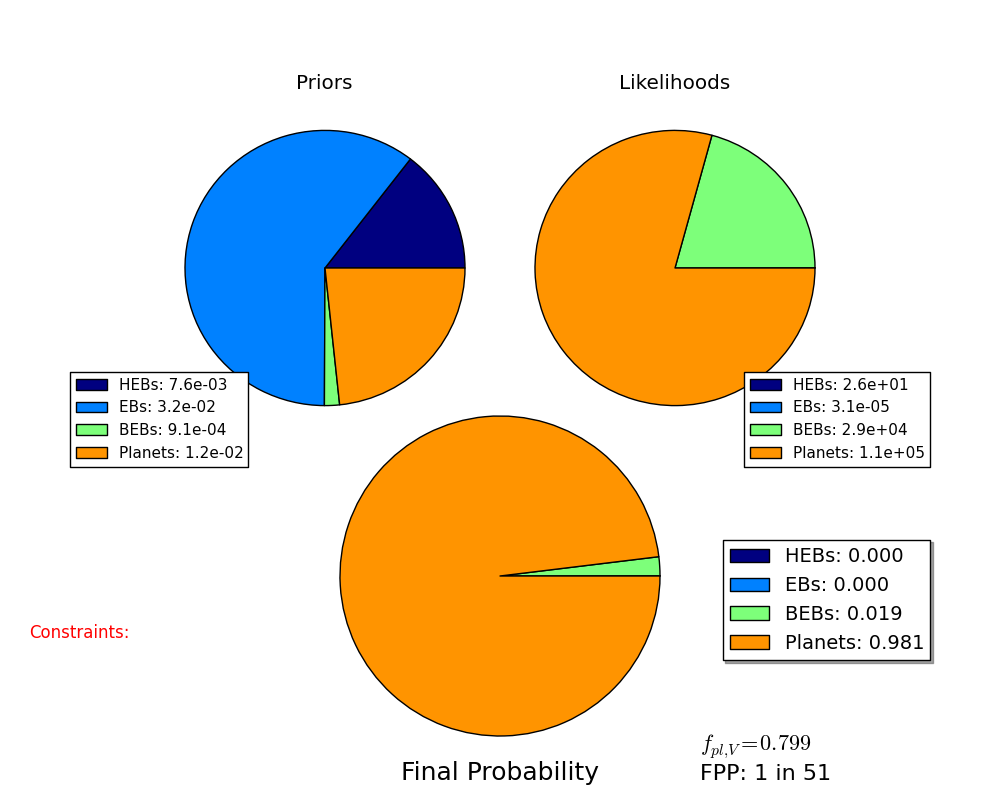 Priors
Likelihoods
HEBs: 7.6e-03
EBs: 3.2e-02
BEBs: 9.1e-04
Planets: 1.2e-02
HEBs: 2.6e+01
EBs: 3.1e-05
BEBs: 2.9e+04
Planets: 1.1e+05
HEBs: 0.000
EBs: 0.000
BEBs: 0.019
Planets: 0.981
Constraints:
f_{pl,V}=0.799
Final Probability
FPP: 1 in 51